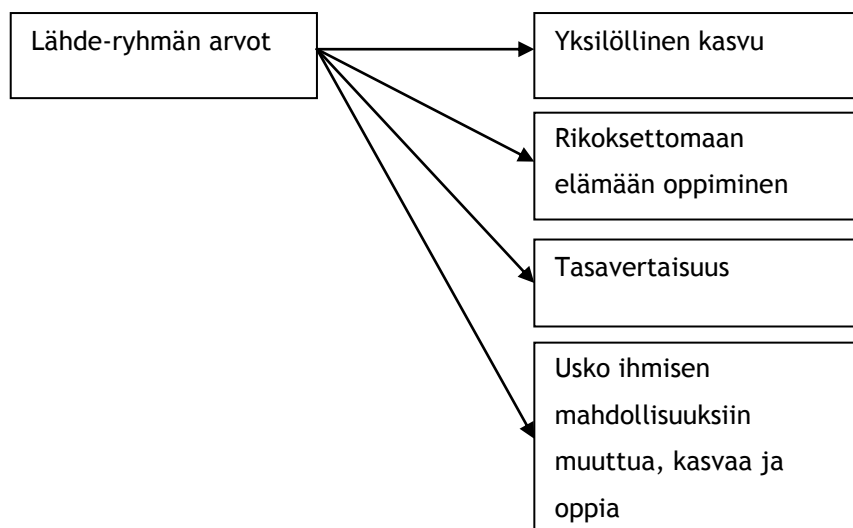 Lähde-ryhmän arvot
Yksilöllinen kasvu
Rikoksettomaan
elämään oppiminen
Tasavertaisuus
Usko ihmisen
mahdollisuuksiin
muuttua, kasvaa ja
oppia